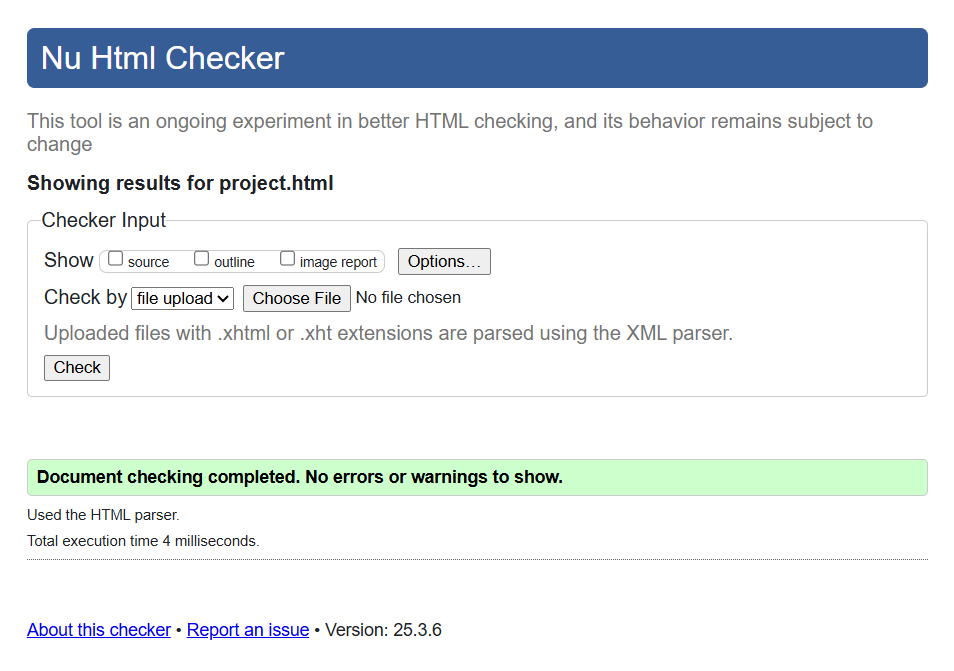 Nu Html Checker
This tool is an ongoing experiment in better HTML checking, and its behavior remains subject to
change
Showing results for project.html
Checker Input
Show source outline image report Options...
Check by file upload Choose File No file chosen
Uploaded files with .xhtml or .xht extensions are parsed using the XML parser.
Check
Document checking completed. No errors or warnings to show.
Used the HTML parser.
Total execution time 4 milliseconds.
About this checker • Report an issue • Version: 25.3.6